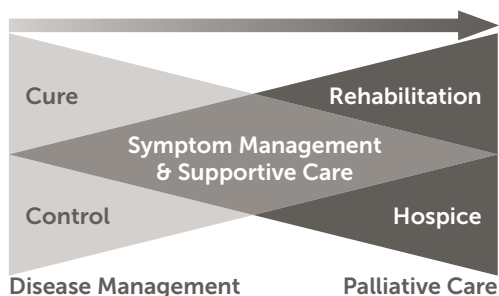 Cure
Rehabilitation
Symptom Management
& Supportive Care
Control
Hospice
Disease Management
Palliative Care